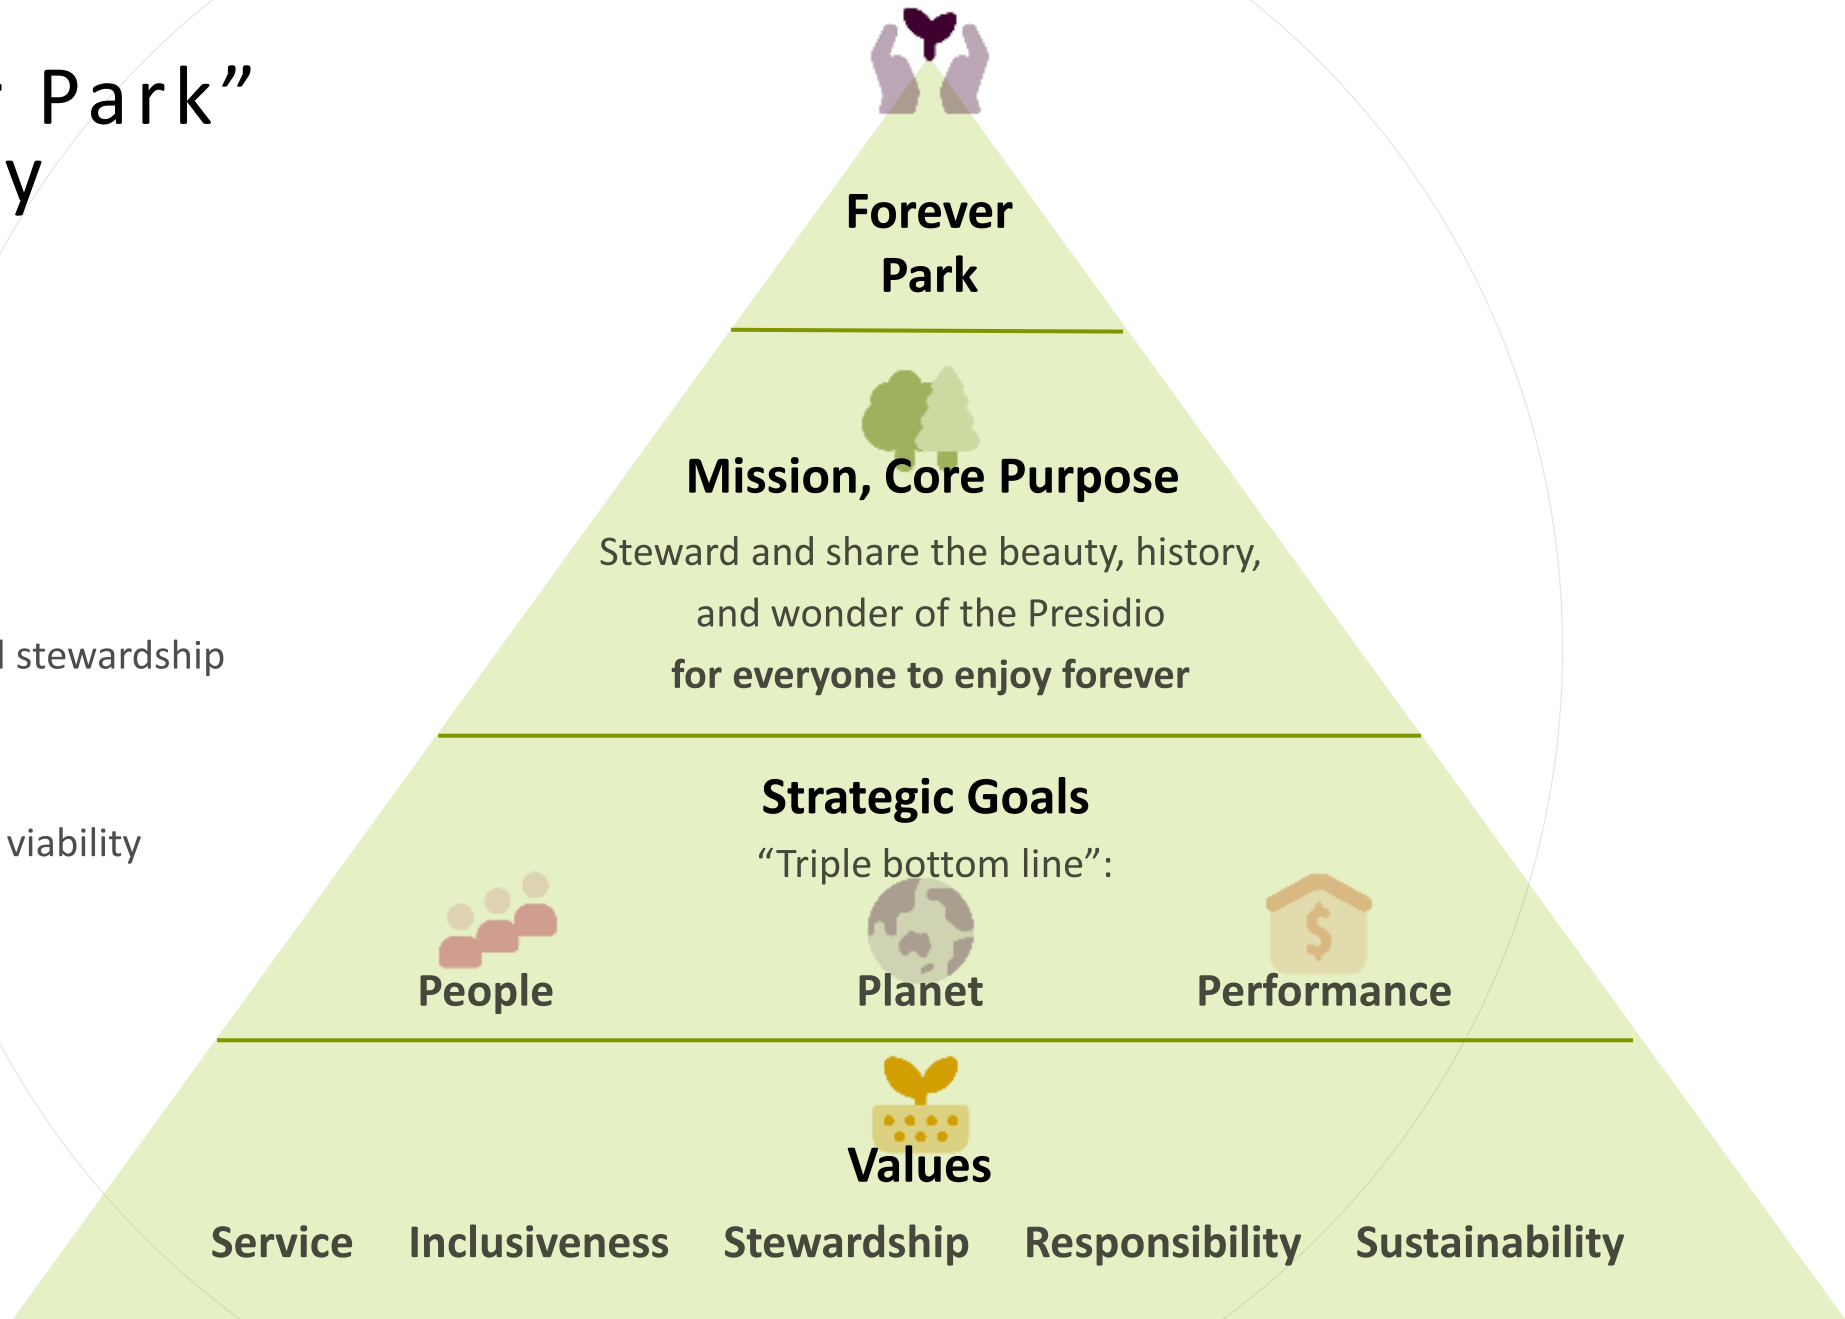 Park”
y
stewardship
viability
Forever
Park
Mission, Core Purpose
Steward and share the beauty, history,
and wonder of the Presidio
for everyone to enjoy forever
Strategic Goals
“Triple bottom line”:
People Planet Performance
$
Values
Service Inclusiveness Stewardship Responsibility Sustainability